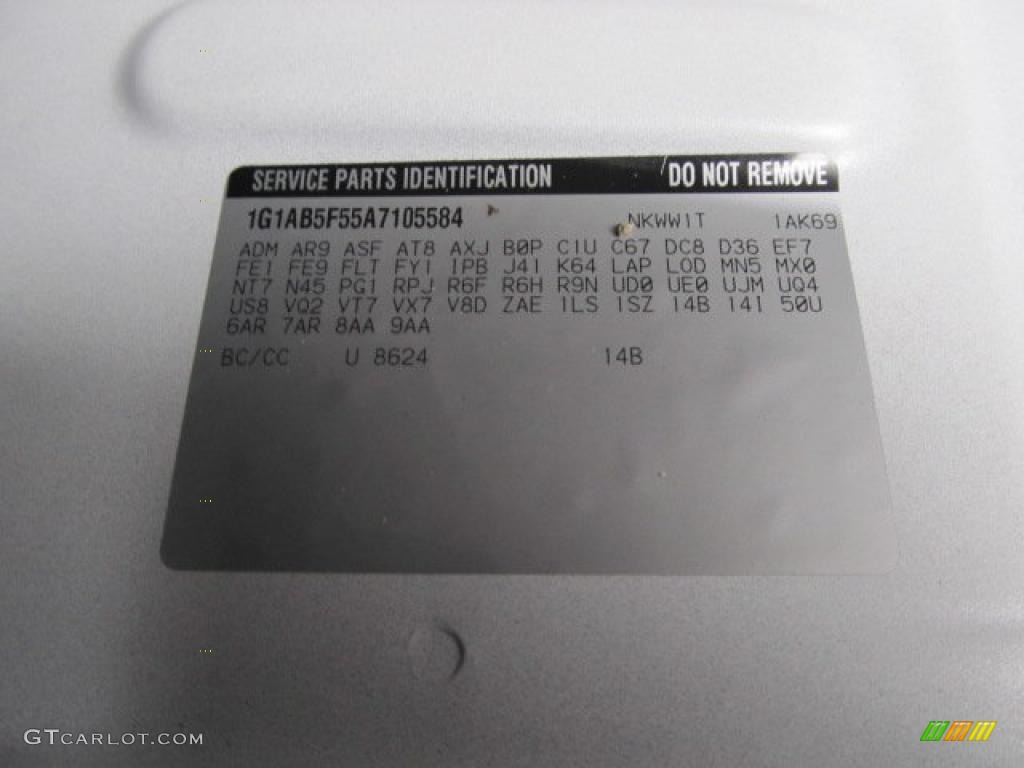 SERVICE PARTS IDENTIFICATION DO NOT REMOVE
1G1AB5F55A7105584 NKWW1T 1AK69
ADM AR9 ASF AT8 AXJ B0P C1U C67 DC8 D36 EF7
FE1 FE9 FLT FY1 1PB J41 K64 LAP LOD MN5 MX0
NT7 N45 PG1 RPJ R6F R6H R9N UD0 UE0 UJM UQ4
US8 VQ2 VT7 VX7 V8D ZAE 1LS 1SZ 14B 141 50U
6AR 7AR 8AA 9AA
BC/CC U 8624 14B
GTCARLOT.COM